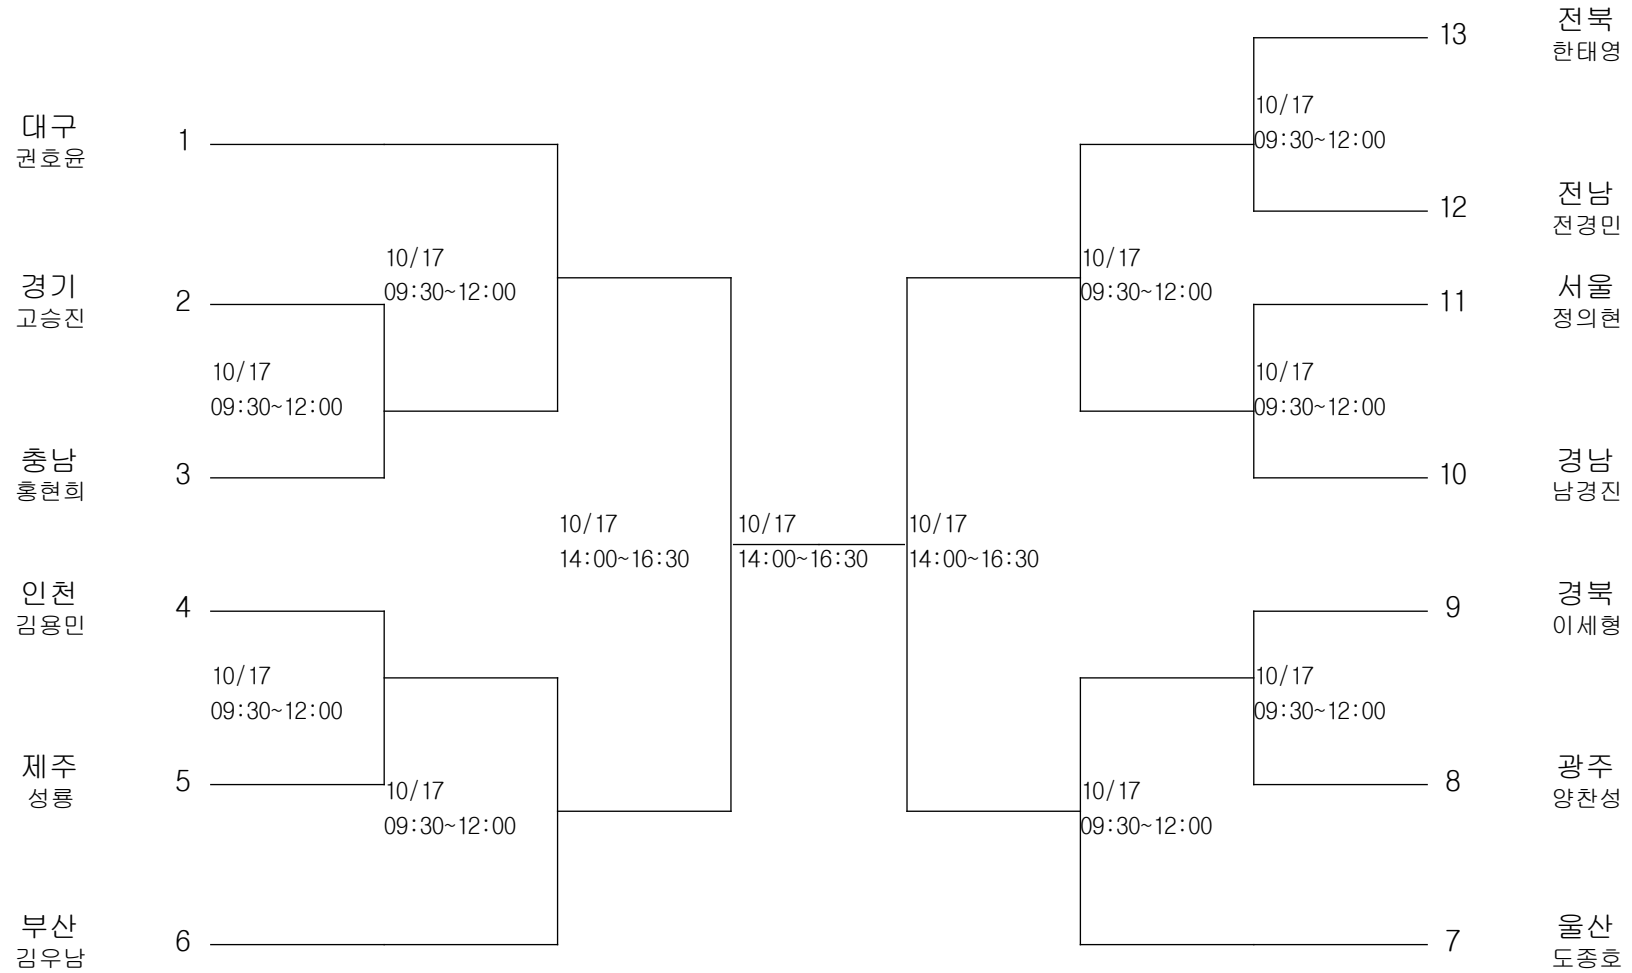 전북
13
한태영
10/17
09:30~12:00
대구
1
권호윤
전남
12
전경민
10/17
09:30~12:00
10/17
09:30~12:00
경기
2
고승진
서울
11
정의현
10/17
09:30~12:00
10/17
09:30~12:00
충남
3
홍현희
경남
10
남경진
10/17
14:00~16:30
10/17
14:00~16:30
10/17
14:00~16:30
인천
4
김용민
경북
9
이세형
10/17
09:30~12:00
10/17
09:30~12:00
제주
5
성룡
광주
8
양찬성
10/17
09:30~12:00
10/17
09:30~12:00
부산
6
김우남
울산
7
도종호